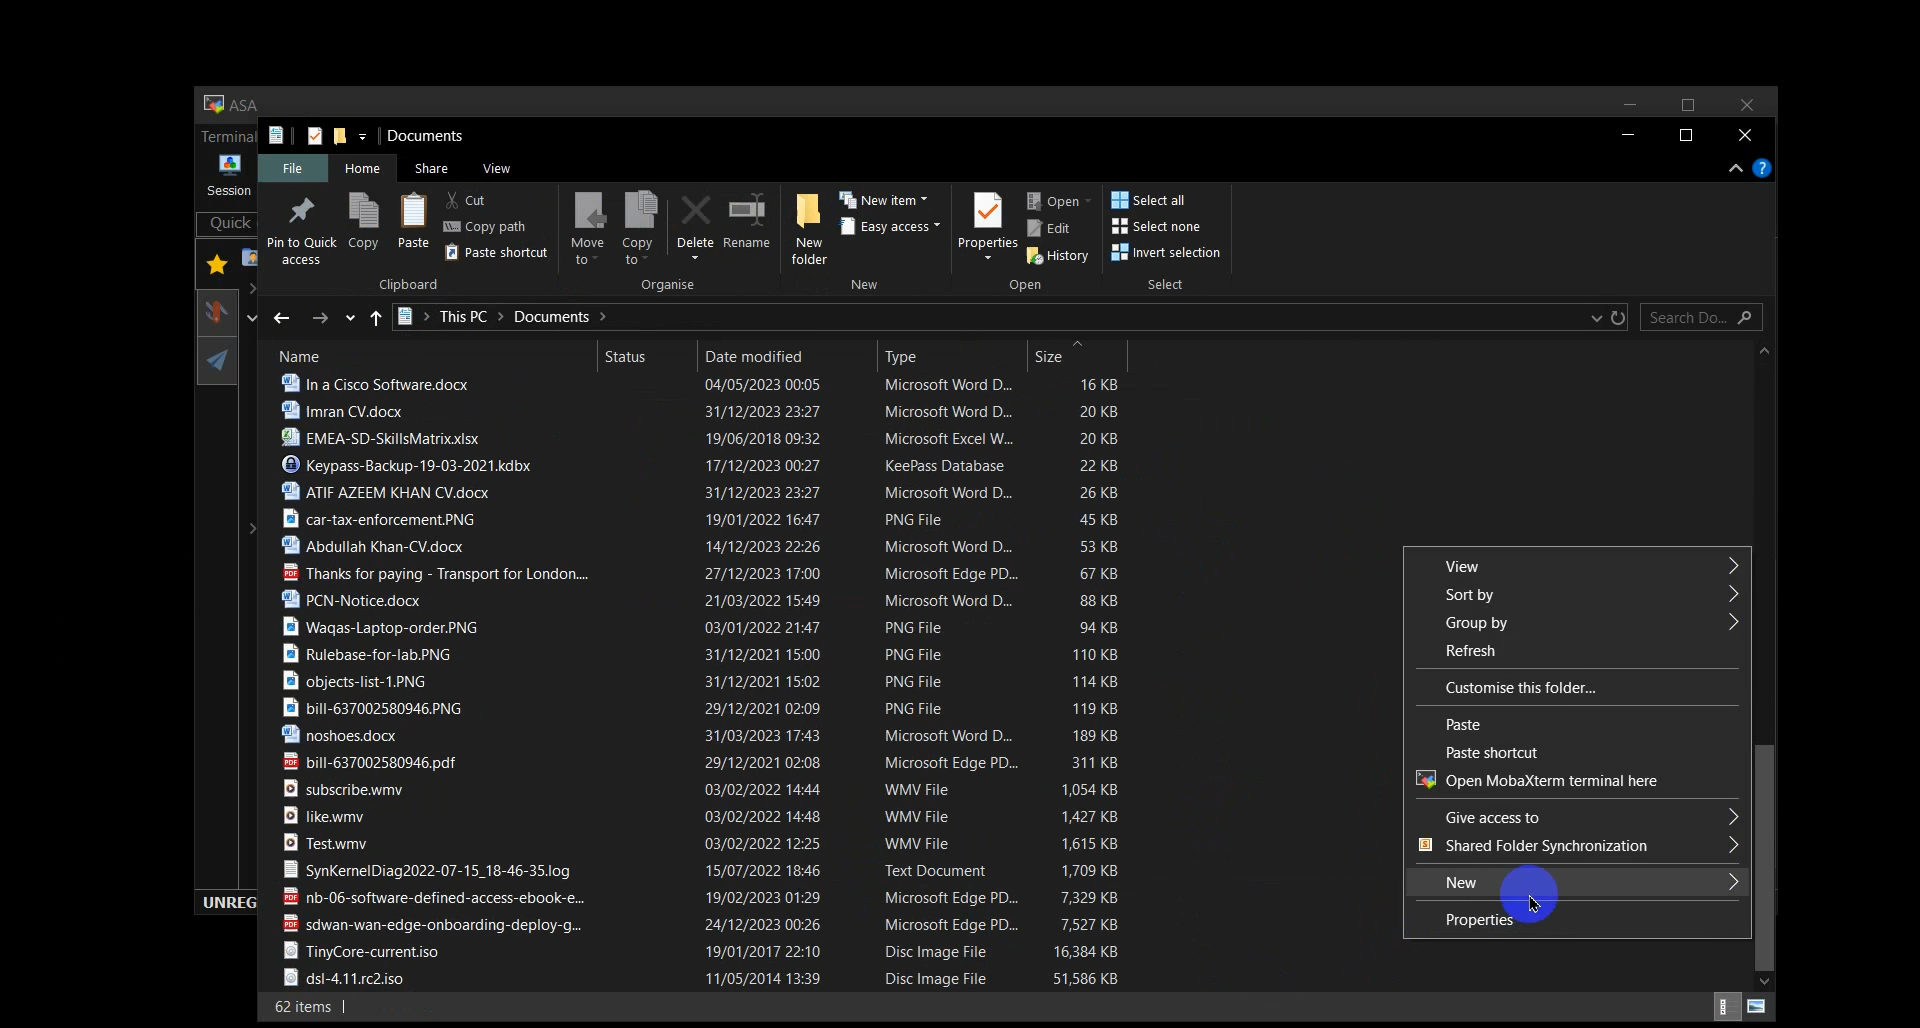 ASA
Terminal
Documents
File Home Share View
Session
Quick
Pin to Quick access
Copy
Paste
Cut
Copy path
Paste shortcut
Move to
Copy to
Delete
Rename
New folder
New item
Easy access
Properties
Open
Edit
History
Select all
Select none
Invert selection
Clipboard Organise New Open Select
This PC Documents
Search Do...
Name Status Date modified Type Size
In a Cisco Software.docx 04/05/2023 00:05 Microsoft Word D... 16 KB
Imran CV.docx 31/12/2023 23:27 Microsoft Word D... 20 KB
EMEA-SD-SkillsMatrix.xlsx 19/06/2018 09:32 Microsoft Excel W... 20 KB
Keypass-Backup-19-03-2021.kdbx 17/12/2023 00:27 KeePass Database 22 KB
ATIF AZEEM KHAN CV.docx 31/12/2023 23:27 Microsoft Word D... 26 KB
car-tax-enforcement.PNG 19/01/2022 16:47 PNG File 45 KB
Abdullah Khan-CV.docx 14/12/2023 22:26 Microsoft Word D... 53 KB
Thanks for paying - Transport for London.... 27/12/2023 17:00 Microsoft Edge PD... 67 KB
PCN-Notice.docx 21/03/2022 15:49 Microsoft Word D... 88 KB
Waqas-Laptop-order.PNG 03/01/2022 21:47 PNG File 94 KB
Rulebase-for-lab.PNG 31/12/2021 15:00 PNG File 110 KB
objects-list-1.PNG 31/12/2021 15:02 PNG File 114 KB
bill-637002580946.PNG 29/12/2021 02:09 PNG File 119 KB
noshoes.docx 31/03/2023 17:43 Microsoft Word D... 189 KB
bill-637002580946.pdf 29/12/2021 02:08 Microsoft Edge PD... 311 KB
subscribe.wmv 03/02/2022 14:44 WMV File 1,054 KB
like.wmv 03/02/2022 14:48 WMV File 1,427 KB
Test.wmv 03/02/2022 12:25 WMV File 1,615 KB
SynKernelDiag2022-07-15_18-46-35.log 15/07/2022 18:46 Text Document 1,709 KB
nb-06-software-defined-access-ebook-e... 19/02/2023 01:29 Microsoft Edge PD... 7,329 KB
sdwan-wan-edge-onboarding-deploy-g... 24/12/2023 00:26 Microsoft Edge PD... 7,527 KB
TinyCore-current.iso 19/01/2017 22:10 Disc Image File 16,384 KB
dsl-4.11.rc2.iso 11/05/2014 13:39 Disc Image File 51,586 KB
View
Sort by
Group by
Refresh
Customise this folder...
Paste
Paste shortcut
Open MobaXterm terminal here
Give access to
Shared Folder Synchronization
New
Properties
UNREG
62 items